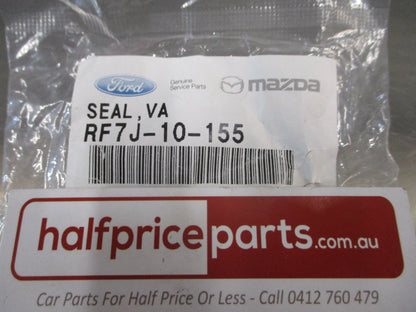 Ford
Genuine
Service Parts
mazda
SEAL,VA
RF7J-10-155
halfpriceparts.com.au
Car Parts For Half Price Or Less - Call 0412 760 479